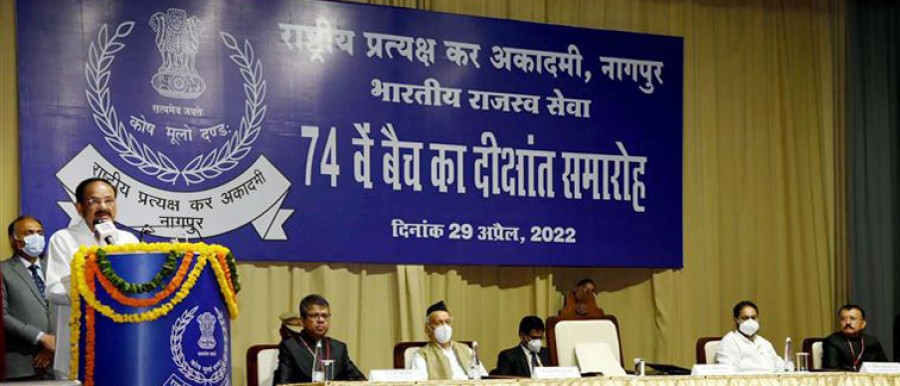 राष्ट्रीय प्रत्यक्ष कर अकादमी, नागपुर
भारतीय राजस्व सेवा
74 वें बैच का दीक्षांत समारोह
दिनांक 29 अप्रैल, 2022
सत्यमेव जयते
कोष मूलो दण्डः
राष्ट्रीय प्रत्यक्ष कर अकादमी
नागपुर